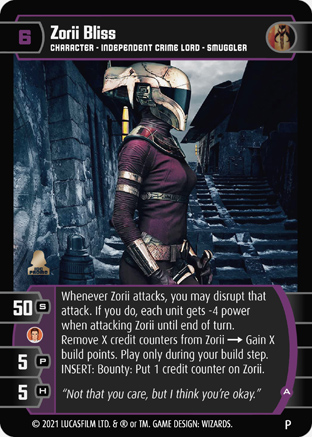 6 Zorii Bliss
CHARACTER - INDEPENDENT CRIME LORD - SMUGGLER
50 S
5 P
5 H
Whenever Zorii attacks, you may disrupt that
attack. If you do, each unit gets -4 power
when attacking Zorii until end of turn.
Remove X credit counters from Zorii → Gain X
build points. Play only during your build step.
INSERT: Bounty: Put 1 credit counter on Zorii.
"Not that you care, but I think you're okay."
A
© 2021 LUCASFILM LTD. & ® or TM. GAME DESIGN: WIZARDS.
P